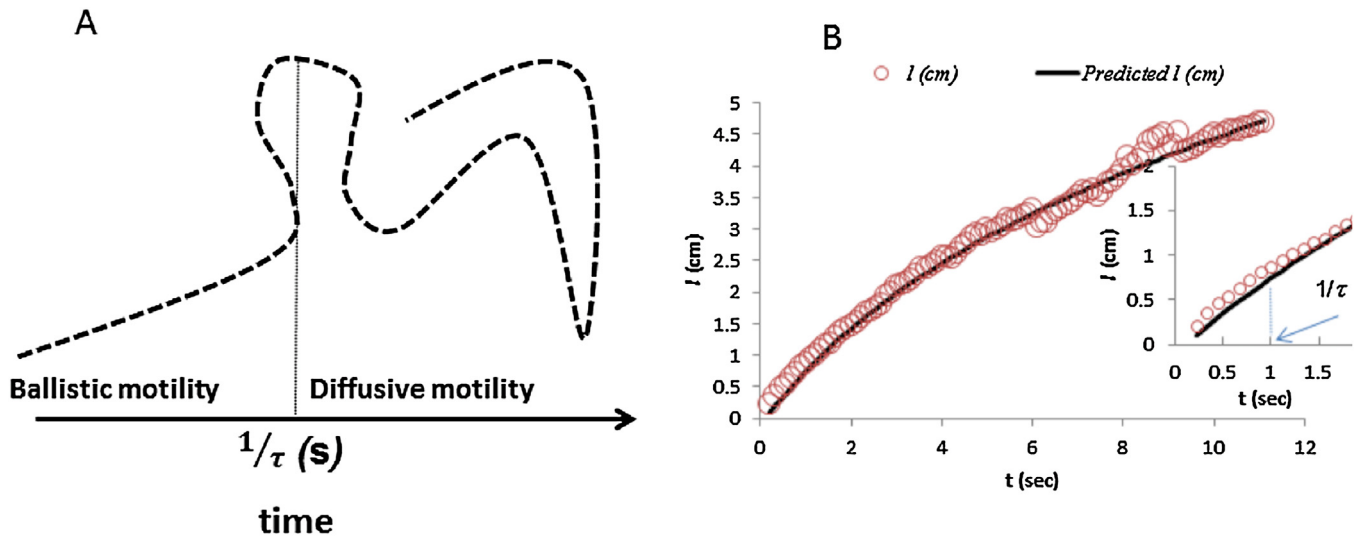 A
Ballistic motility
Diffusive motility
1/τ (s)
time
B
l (cm)
Predicted l (cm)
5
4.5
4
3.5
3
2.5
2
1.5
1
0.5
0
l (cm)
0
2
4
6
8
10
12
t (sec)
2
1.5
1
0.5
0
l (cm)
1/τ
0
0.5
1
1.5
t (sec)